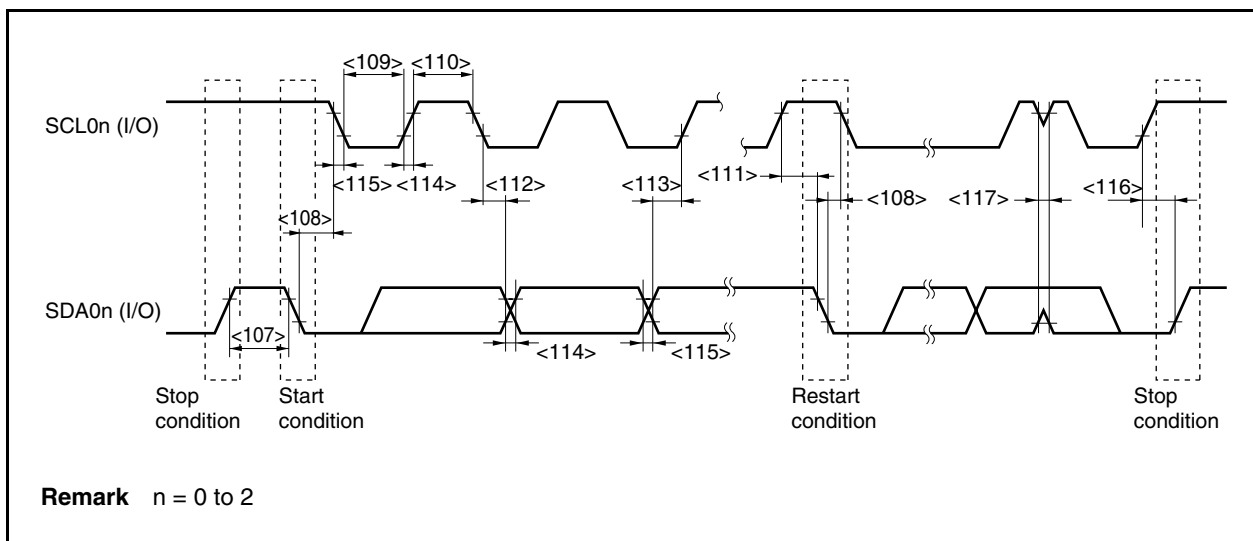 <109>
<110>
SCL0n (I/O)
<115>
<114>
<112>
<113>
<111>
<108>
<117>
<116>
<108>
SDA0n (I/O)
<107>
<114>
<115>
Stop
condition
Start
condition
Restart
condition
Stop
condition
Remark n = 0 to 2